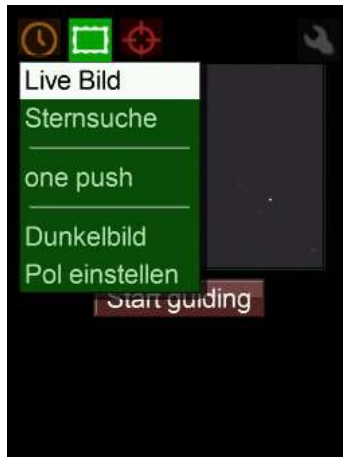 Live Bild
Sternsuche
one push
Dunkelbild
Pol einstellen
Start guiding